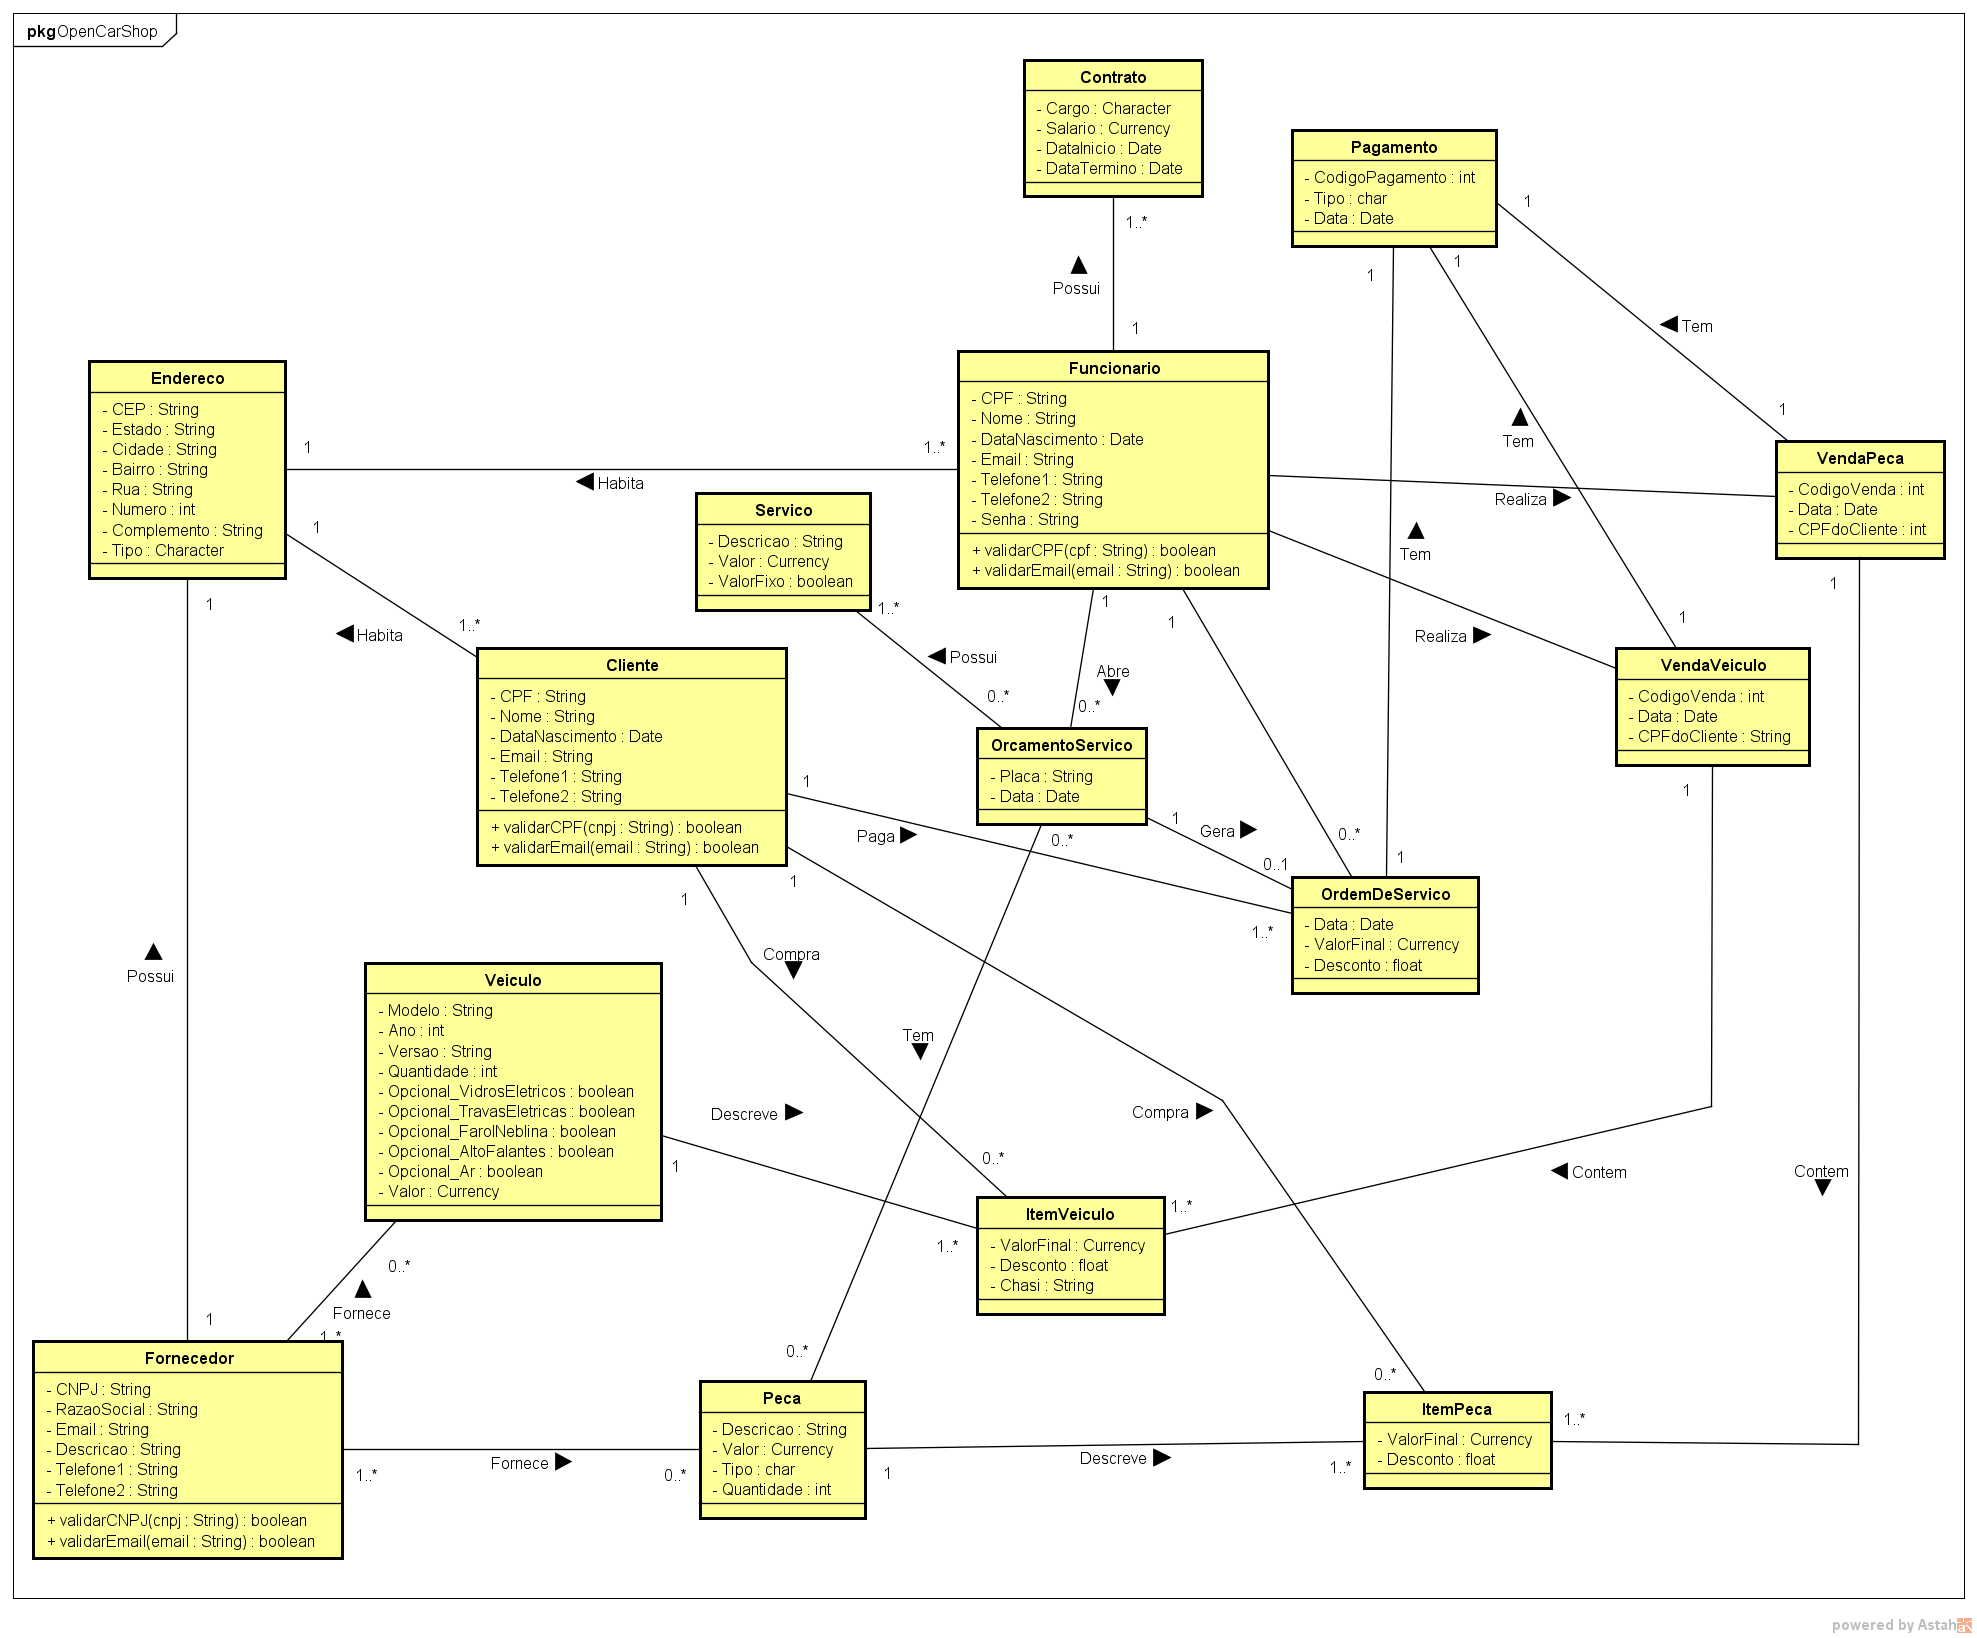 pkg OpenCarShop
Contrato
- Cargo : Character
- Salario : Currency
- DataInicio : Date
- DataTermino : Date
1..*
Possui
1
Pagamento
- CodigoPagamento : int
- Tipo : char
- Data : Date
1
1
1
Tem
1
Tem
1
Tem
1
Endereco
- CEP : String
- Estado : String
- Cidade : String
- Bairro : String
- Rua : String
- Numero : int
- Complemento : String
- Tipo : Character
1
Habita
1..*
1
Habita
1..*
1
Possui
1
Funcionario
- CPF : String
- Nome : String
- DataNascimento : Date
- Email : String
- Telefone1 : String
- Telefone2 : String
- Senha : String
+ validarCPF(cpf : String) : boolean
+ validarEmail(email : String) : boolean
Realiza
Realiza
1
Abre
0..*
1
0..*
VendaPeca
- CodigoVenda : int
- Data : Date
- CPFdoCliente : int
1
Contem
1..*
Servico
- Descricao : String
- Valor : Currency
- ValorFixo : boolean
1..*
Possui
0..*
VendaVeiculo
- CodigoVenda : int
- Data : Date
- CPFdoCliente : String
1
Contem
1..*
Cliente
- CPF : String
- Nome : String
- DataNascimento : Date
- Email : String
- Telefone1 : String
- Telefone2 : String
+ validarCPF(cnpj : String) : boolean
+ validarEmail(email : String) : boolean
1
Paga
1..*
1
Compra
0..*
1
Compra
0..*
OrcamentoServico
- Placa : String
- Data : Date
1
Gera
0..1
0..*
Tem
0..*
OrdemDeServico
- Data : Date
- ValorFinal : Currency
- Desconto : float
Veiculo
- Modelo : String
- Ano : int
- Versao : String
- Quantidade : int
- Opcional_VidrosEletricos : boolean
- Opcional_TravasEletricas : boolean
- Opcional_FarolNeblina : boolean
- Opcional_AltoFalantes : boolean
- Opcional_Ar : boolean
- Valor : Currency
1
Descreve
1..*
0..*
Fornece
1..*
ItemVeiculo
- ValorFinal : Currency
- Desconto : float
- Chasi : String
Fornecedor
- CNPJ : String
- RazaoSocial : String
- Email : String
- Descricao : String
- Telefone1 : String
- Telefone2 : String
+ validarCNPJ(cnpj : String) : boolean
+ validarEmail(email : String) : boolean
1..*
Fornece
0..*
Peca
- Descricao : String
- Valor : Currency
- Tipo : char
- Quantidade : int
1
Descreve
1..*
ItemPeca
- ValorFinal : Currency
- Desconto : float
powered by Astah